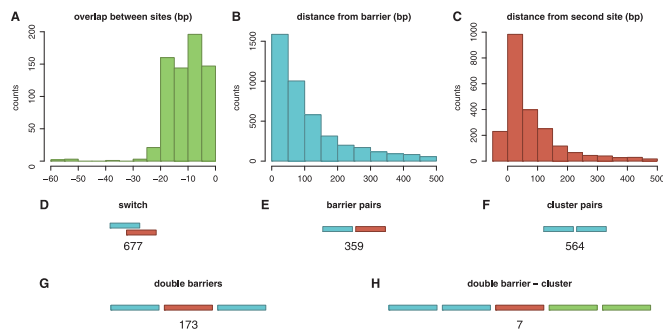 A overlap between sites (bp)
counts
0 50 100 150 200
−60 −50 −40 −30 −20 −10 0
B distance from barrier (bp)
counts
0 500 1000 1500
0 100 200 300 400 500
C distance from second site (bp)
counts
0 200 400 600 800 1000
0 100 200 300 400 500
D switch
677
E barrier pairs
359
F cluster pairs
564
G double barriers
173
H double barrier − cluster
7